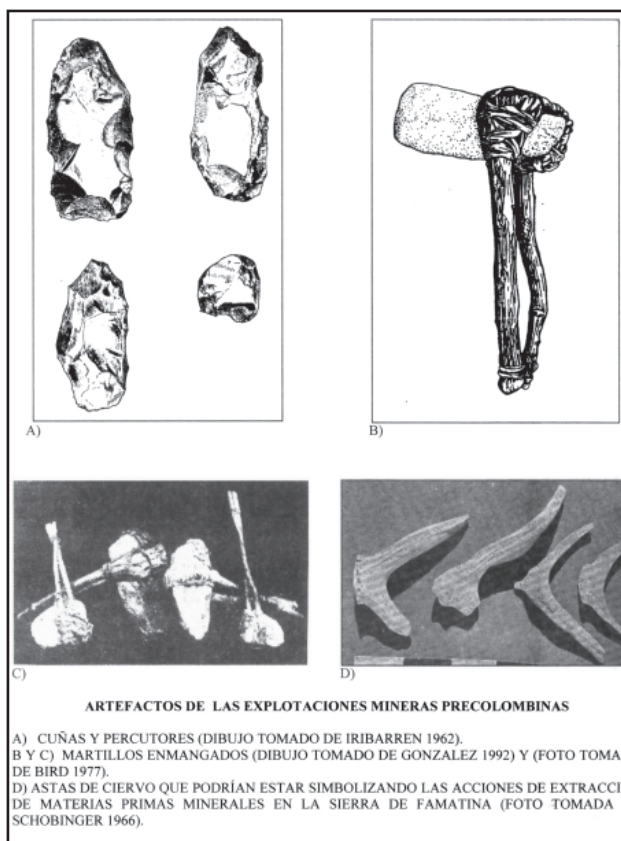 A)
B)
C)
D)
ARTEFACTOS DE LAS EXPLOTACIONES MINERAS PRECOLOMBINAS
A) CUÑAS Y PERCUTORES (DIBUJO TOMADO DE IRIBARREN 1962).
B Y C) MARTILLOS ENMANGADOS (DIBUJO TOMADO DE GONZALEZ 1992) Y (FOTO TOMA
DE BIRD 1977).
D) ASTAS DE CIERVO QUE PODRÍAN ESTAR SIMBOLIZANDO LAS ACCIONES DE EXTRACCI
DE MATERIAS PRIMAS MINERALES EN LA SIERRA DE FAMATINA (FOTO TOMADA
SCHOBINGER 1966).